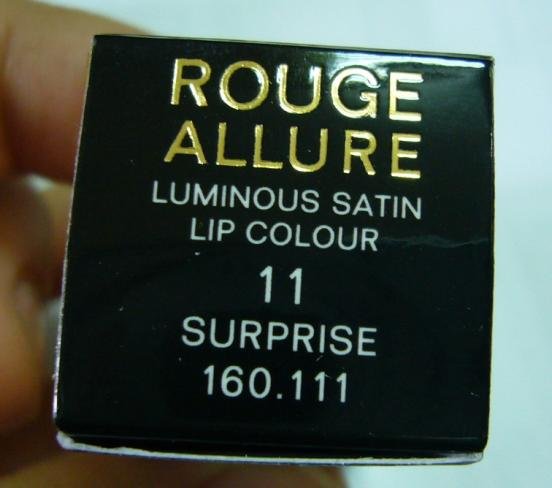 ROUGE
ALLURE
LUMINOUS SATIN
LIP COLOUR
11
SURPRISE
160.111